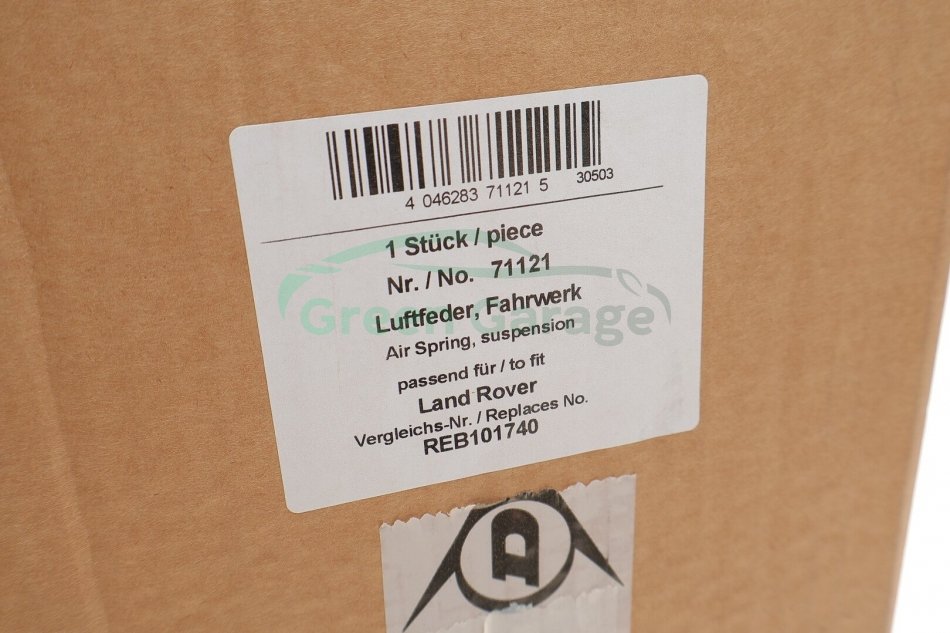 4 046283 71121 5 30503
1 Stück / piece
Nr. / No. 71121
Luftfeder, Fahrwerk
Green Garage
Air Spring, suspension
passend für / to fit
Land Rover
Vergleichs-Nr. / Replaces No.
REB101740
A